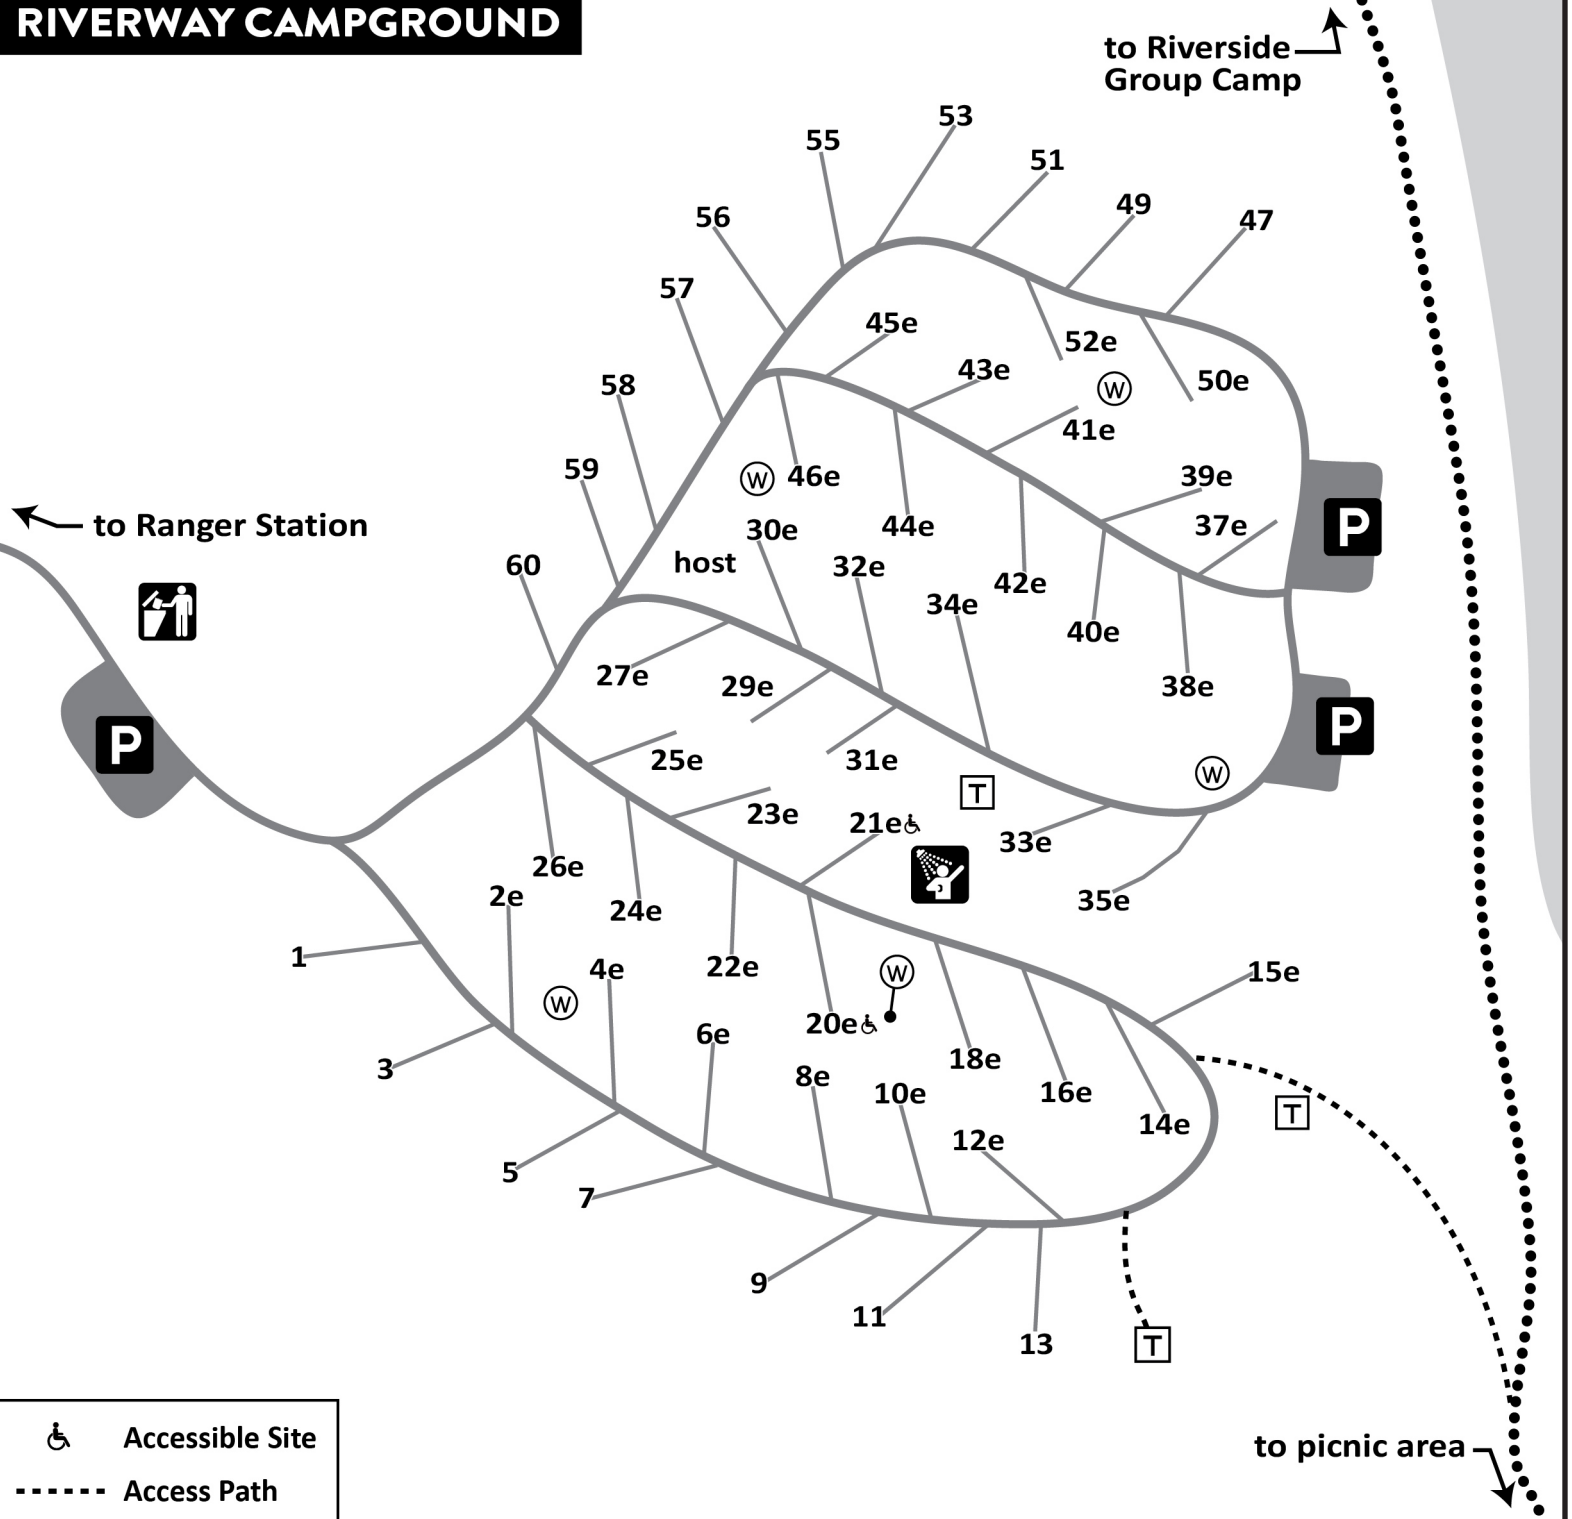 RIVERWAY CAMPGROUND
to Riverside
Group Camp
53
55
51
49
56
47
57
45e
52e
43e
50e
58
W
41e
59
W
46e
39e
to Ranger Station
30e
44e
37e
P
host
60
32e
42e
34e
40e
27e
29e
38e
P
P
25e
31e
W
T
23e
21e
33e
26e
2e
24e
35e
1
4e
22e
W
15e
W
20e
3
6e
18e
8e
10e
16e
T
14e
12e
5
7
9
11
13
T
Accessible Site
to picnic area
Access Path